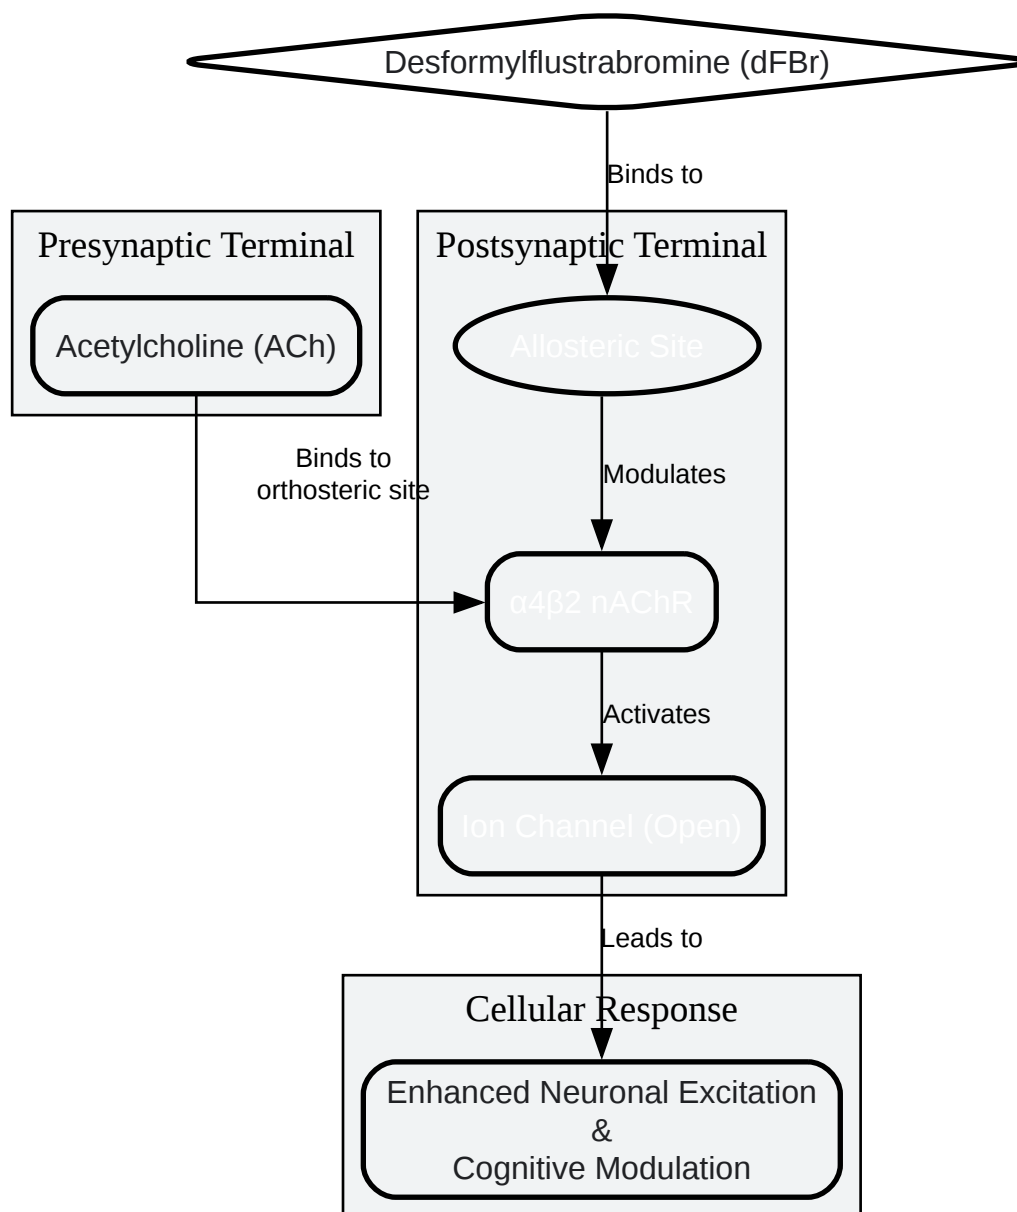 Desformylflustrabromine (dFBr)
Binds to
Presynaptic Terminal
Postsynaptic Terminal
Acetylcholine (ACh)
Allosteric Site
Binds to
orthosteric site
Modulates
α4β2 nAChR
Activates
Ion Channel (Open)
Leads to
Cellular Response
Enhanced Neuronal Excitation
&
Cognitive Modulation